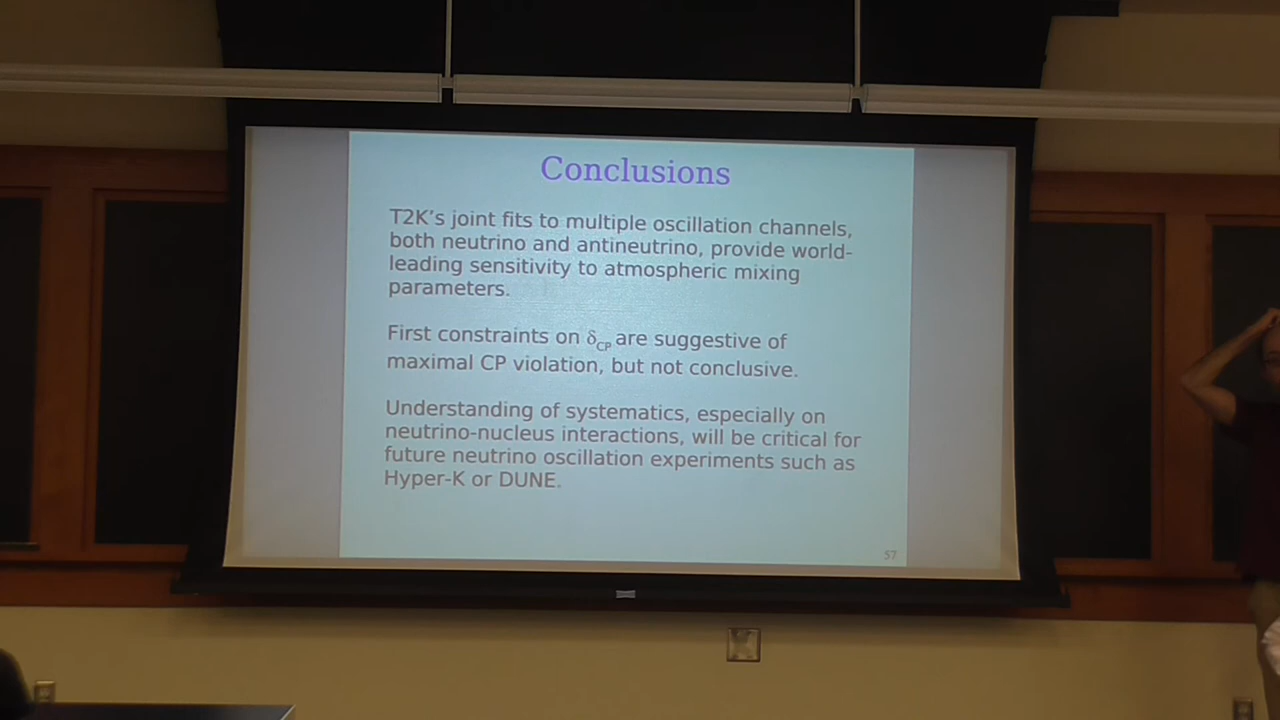 Conclusions
T2K's joint fits to multiple oscillation channels,
both neutrino and antineutrino, provide world-
leading sensitivity to atmospheric mixing
parameters.
First constraints on δCP are suggestive of
maximal CP violation, but not conclusive.
Understanding of systematics, especially on
neutrino-nucleus interactions, will be critical for
future neutrino oscillation experiments such as
Hyper-K or DUNE.
57